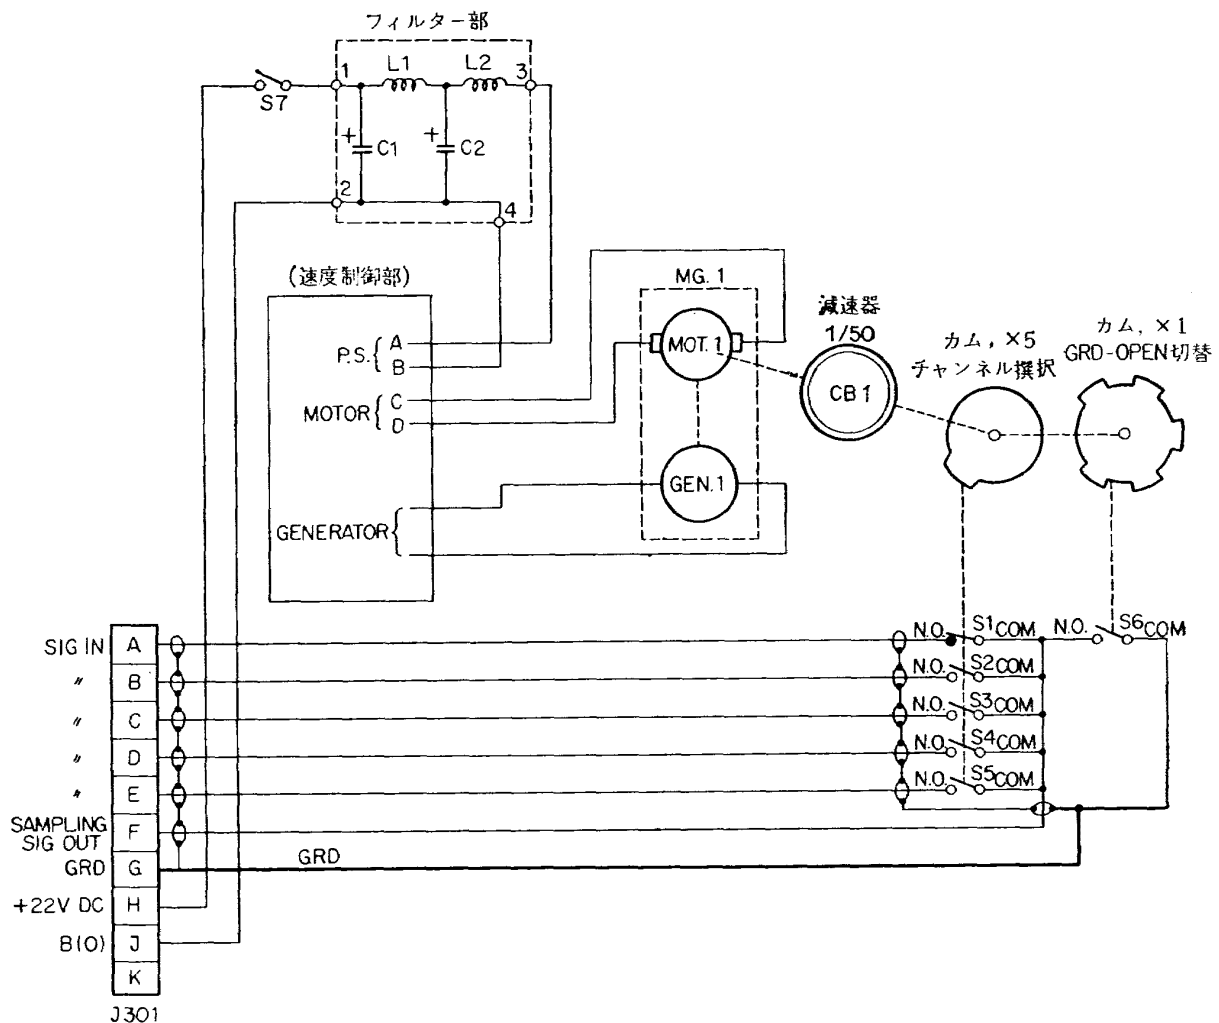 フィルター部
1
L1
L2
3
S7
+
C1
+
C2
2
4
(速度制御部)
P.S.
A
B
MOTOR
C
D
GENERATOR
MG. 1
MOT. 1
GEN. 1
減速器
1/50
CB 1
カム, ×5
チャンネル撰択
カム, ×1
GRD-OPEN切替
SIG IN
A
〃
B
〃
C
〃
D
〃
E
SAMPLING
SIG OUT
F
GRD
G
GRD
+22V DC
H
B(O)
J
K
J301
N.O.
S1
COM
N.O.
S6
COM
N.O.
S2
COM
N.O.
S3
COM
N.O.
S4
COM
N.O.
S5
COM